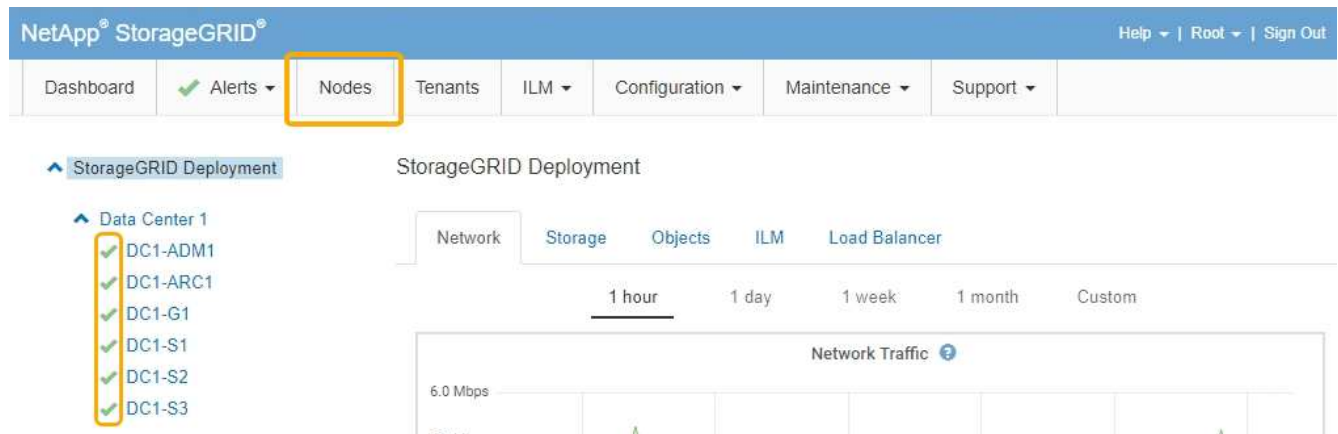 NetApp® StorageGRID®
Help | Root | Sign Out
Dashboard Alerts Nodes Tenants ILM Configuration Maintenance Support
StorageGRID Deployment
StorageGRID Deployment
Data Center 1
DC1-ADM1
DC1-ARC1
DC1-G1
DC1-S1
DC1-S2
DC1-S3
Network Storage Objects ILM Load Balancer
1 hour 1 day 1 week 1 month Custom
Network Traffic
6.0 Mbps